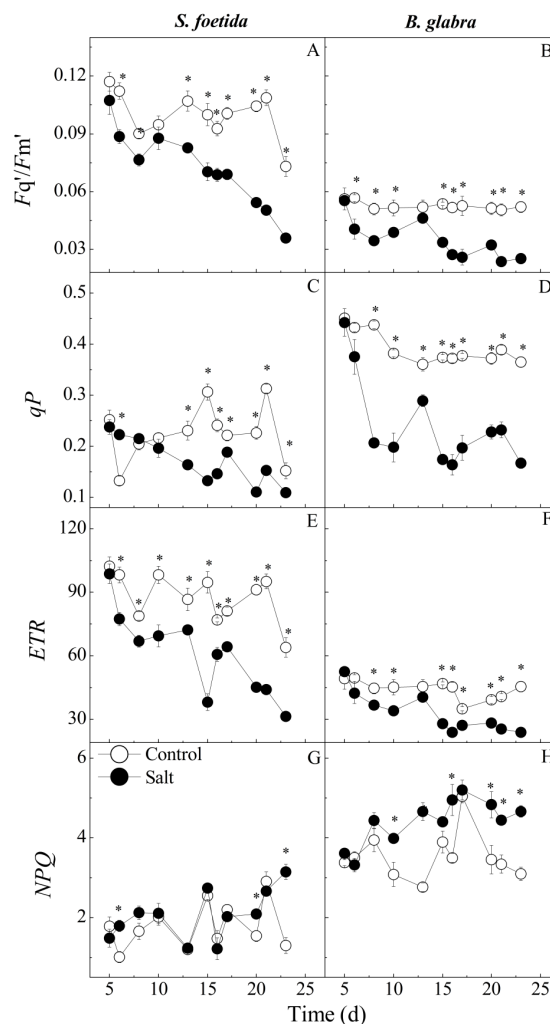 S. foetida B. glabra
A B
* * * * * * * * *
0.12
0.09
0.06
0.03
Fq'/Fm'
* * * * * * * * *
C D
0.5
0.4
0.3
0.2
0.1
qP
* * * * * * *
* * * * * * * *
E F
120
90
60
30
ETR
* * * * * * * * *
* * * * * * * *
G H
Control
Salt
6
4
2
NPQ
* * *
* * * * *
5 10 15 20 25 5 10 15 20 25
Time (d)